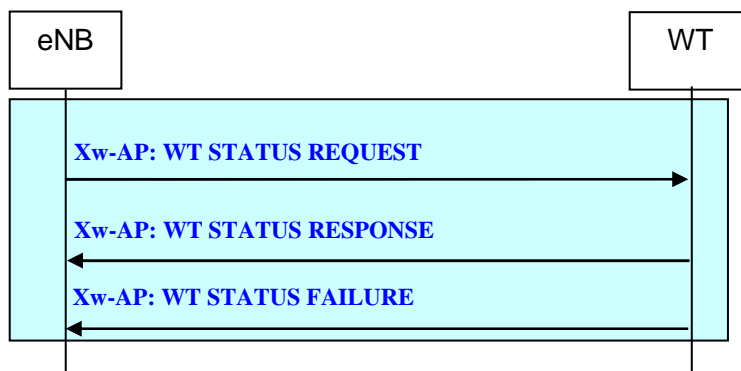 eNB
WT
Xw-AP: WT STATUS REQUEST
Xw-AP: WT STATUS RESPONSE
Xw-AP: WT STATUS FAILURE